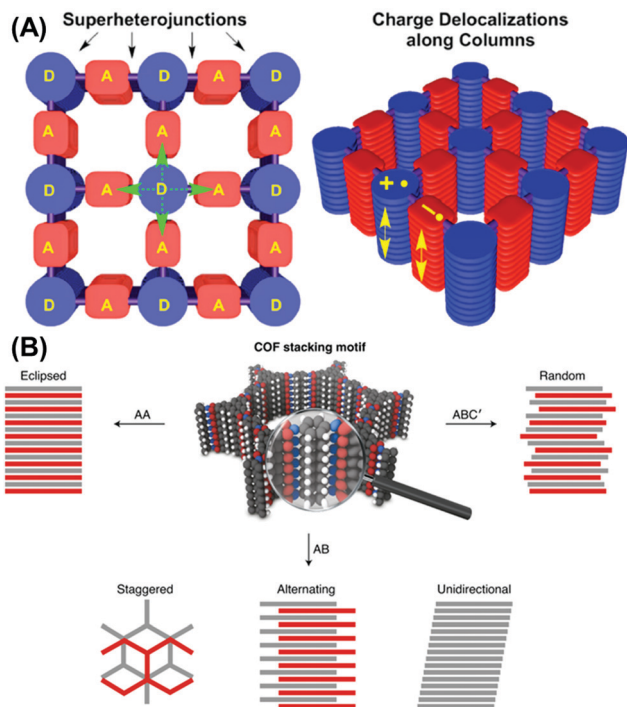 (A)
Superheterojunctions
Charge Delocalizations
along Columns
D A D A D
A A A
D A D A D
A A A
D A D A D
+ •
– •
(B)
COF stacking motif
Eclipsed
AA
ABC′
Random
AB
Staggered
Alternating
Unidirectional